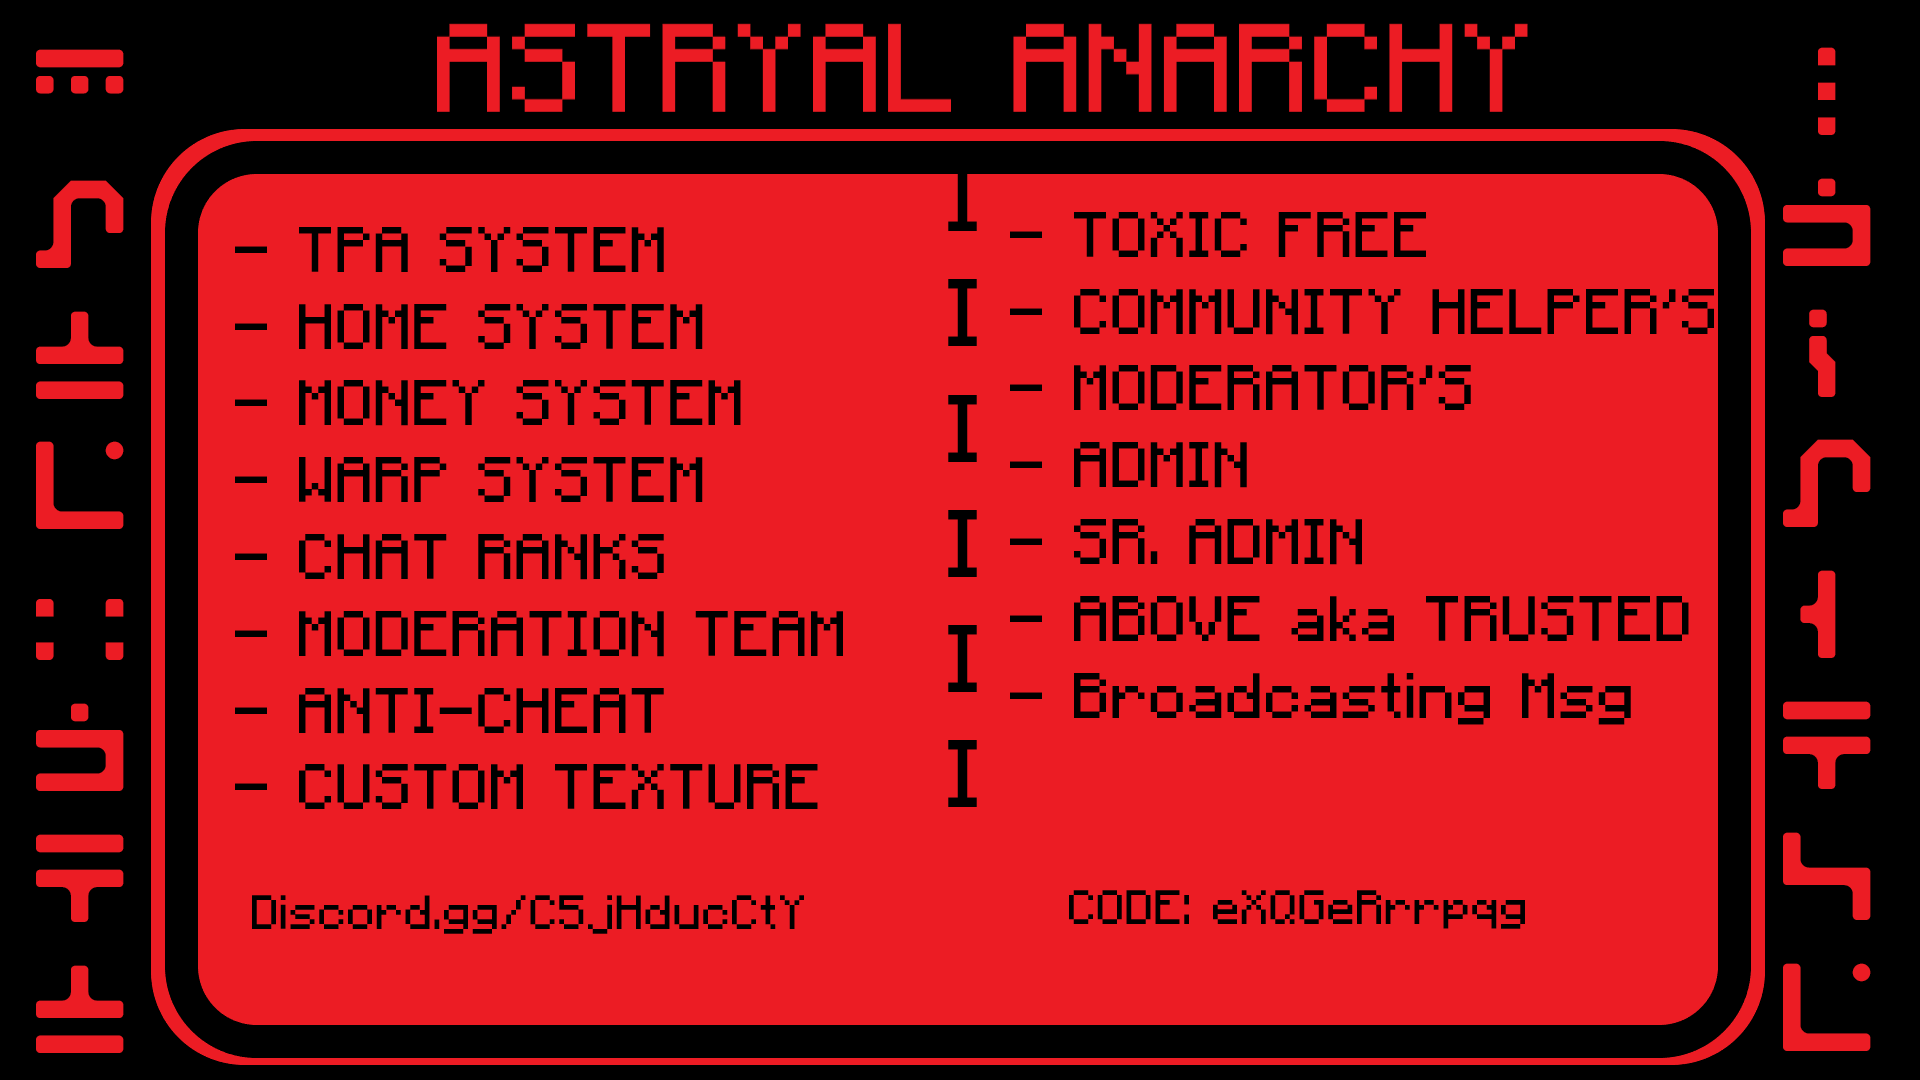 ASTRYAL ANARCHY
- TPA SYSTEM
- HOME SYSTEM
- MONEY SYSTEM
- WARP SYSTEM
- CHAT RANKS
- MODERATION TEAM
- ANTI-CHEAT
- CUSTOM TEXTURE
I
I
I
I
I
I
- TOXIC FREE
- COMMUNITY HELPER'S
- MODERATOR'S
- ADMIN
- SR. ADMIN
- ABOVE aka TRUSTED
- Broadcasting Msg
Discord.gg/C5jHducCtY
CODE: eXQGeRrrpqg